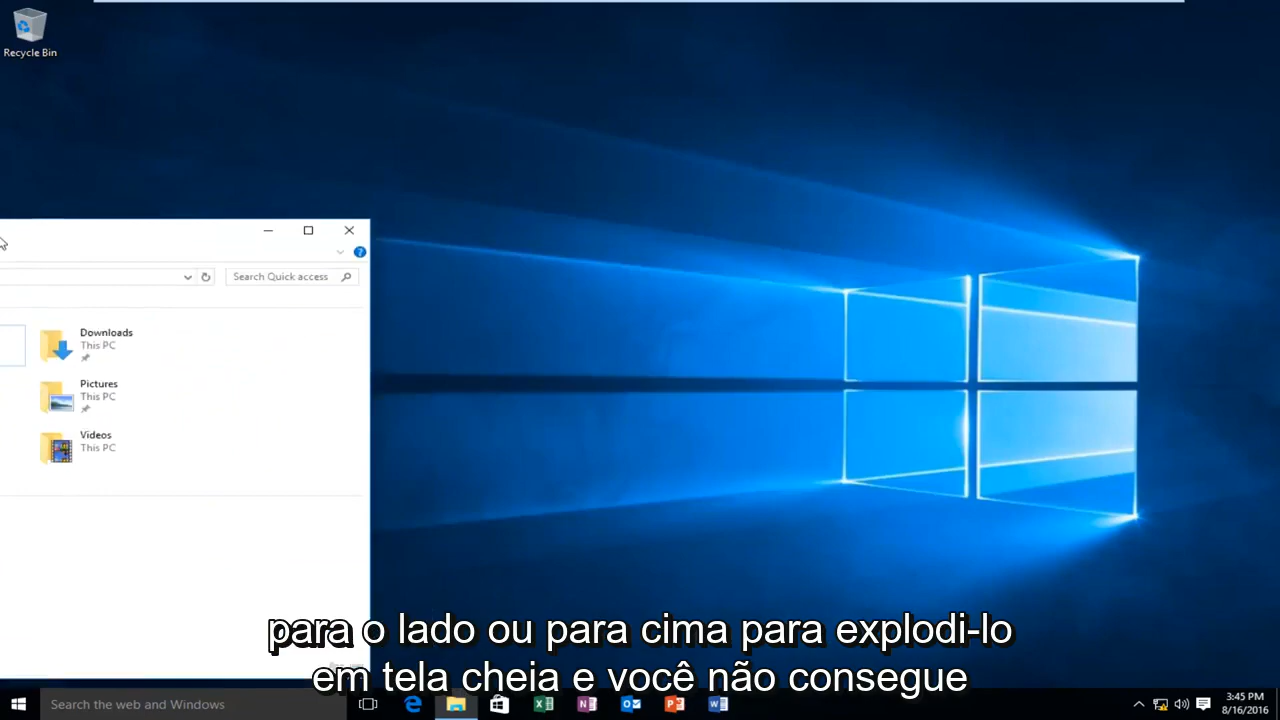 Recycle Bin
Search Quick access
Downloads
This PC
Pictures
This PC
Videos
This PC
para o lado ou para cima para explodi-lo
em tela cheia e você não consegue
Search the web and Windows
3:45 PM
8/16/2016